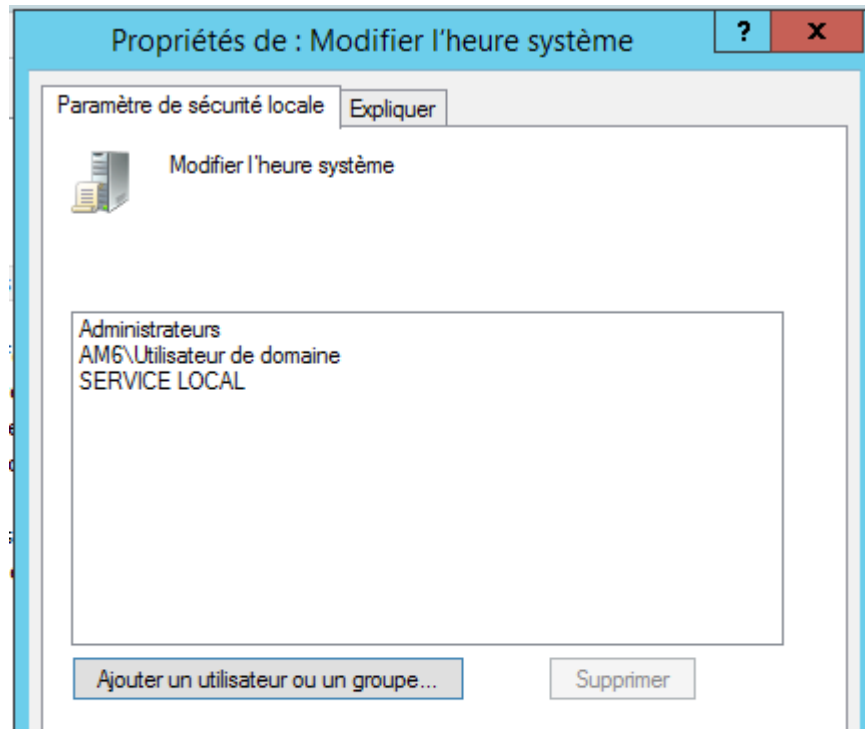 Propriétés de : Modifier l'heure système
?
x
Paramètre de sécurité locale
Expliquer
Modifier l'heure système
Administrateurs
AM6\Utilisateur de domaine
SERVICE LOCAL
Ajouter un utilisateur ou un groupe...
Supprimer